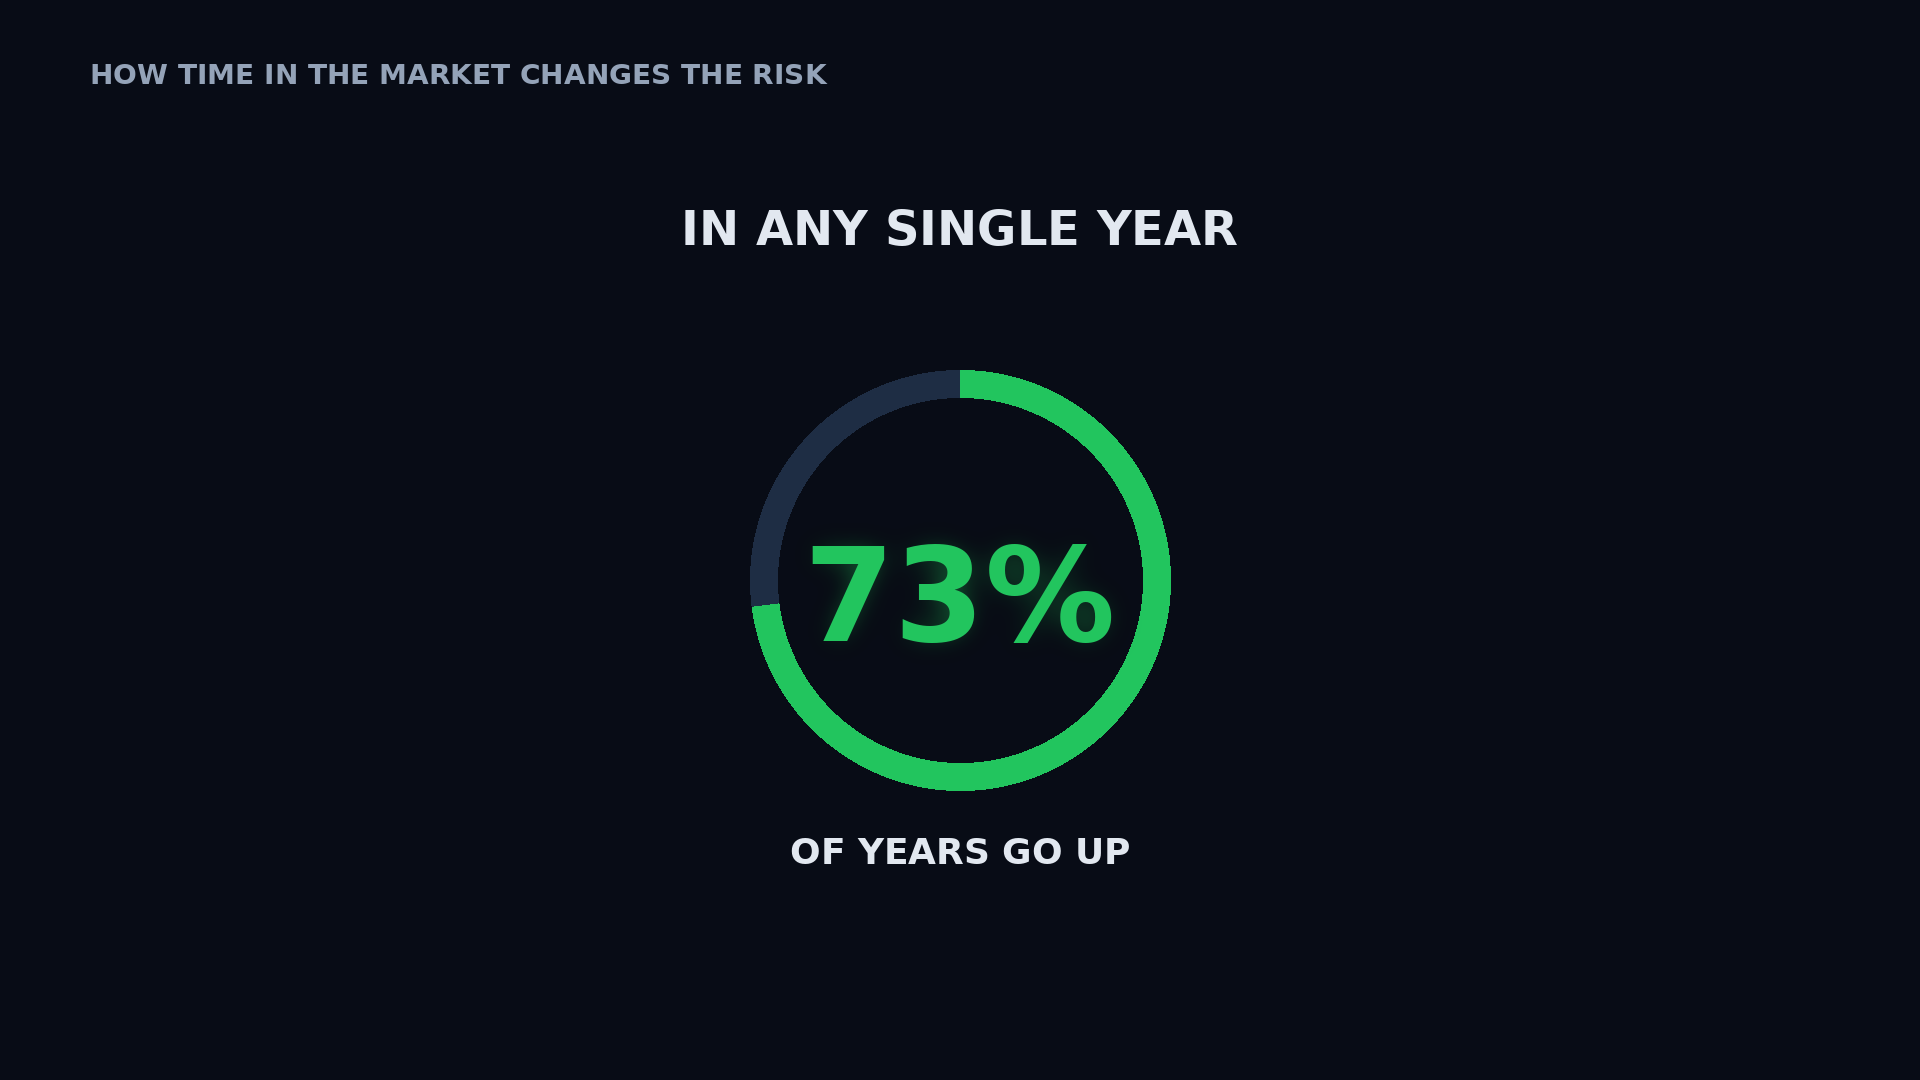 HOW TIME IN THE MARKET CHANGES THE RISK
IN ANY SINGLE YEAR
73%
OF YEARS GO UP